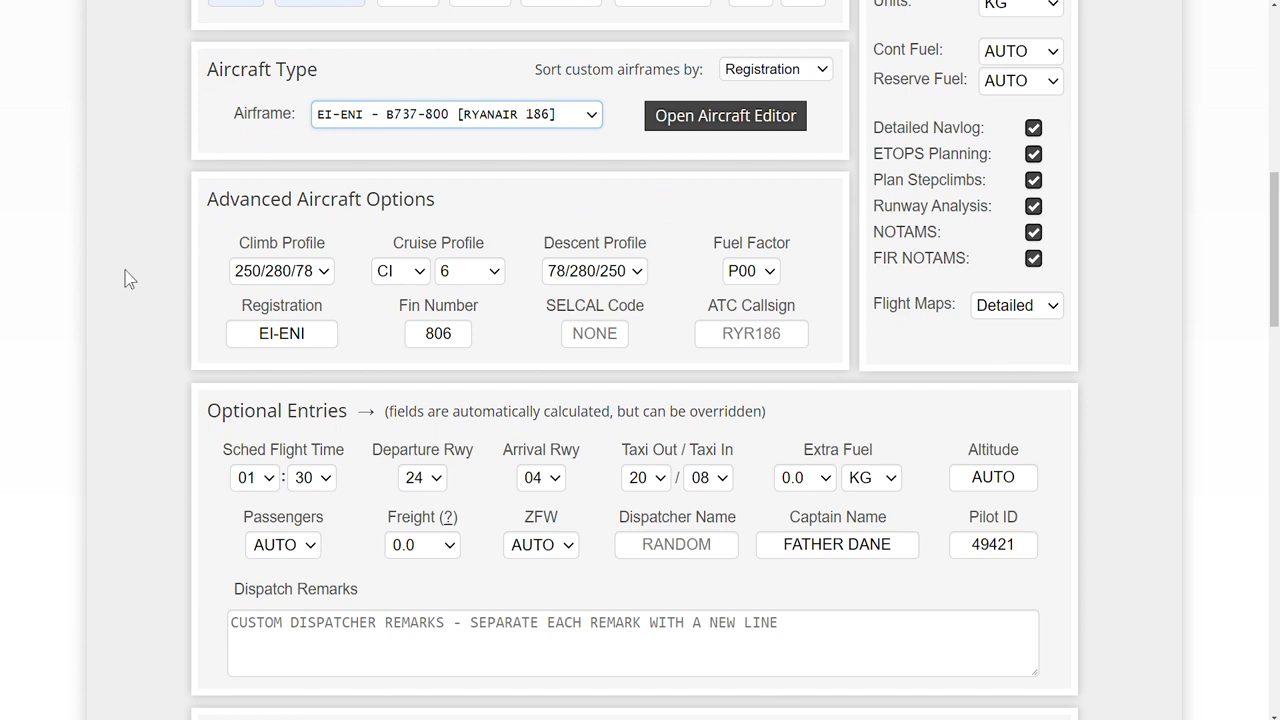 Units: KG
Cont Fuel: AUTO
Reserve Fuel: AUTO
Detailed Navlog:
ETOPS Planning:
Plan Stepclimbs:
Runway Analysis:
NOTAMS:
FIR NOTAMS:
Flight Maps: Detailed
Aircraft Type Sort custom airframes by: Registration
Airframe: EI-ENI - B737-800 [RYANAIR 186] Open Aircraft Editor
Advanced Aircraft Options
Climb Profile Cruise Profile Descent Profile Fuel Factor
250/280/78 CI 6 78/280/250 P00
Registration Fin Number SELCAL Code ATC Callsign
EI-ENI 806 NONE RYR186
Optional Entries → (fields are automatically calculated, but can be overridden)
Sched Flight Time Departure Rwy Arrival Rwy Taxi Out / Taxi In Extra Fuel Altitude
01 : 30 24 04 20 / 08 0.0 KG AUTO
Passengers Freight (?) ZFW Dispatcher Name Captain Name Pilot ID
AUTO 0.0 AUTO RANDOM FATHER DANE 49421
Dispatch Remarks
CUSTOM DISPATCHER REMARKS - SEPARATE EACH REMARK WITH A NEW LINE